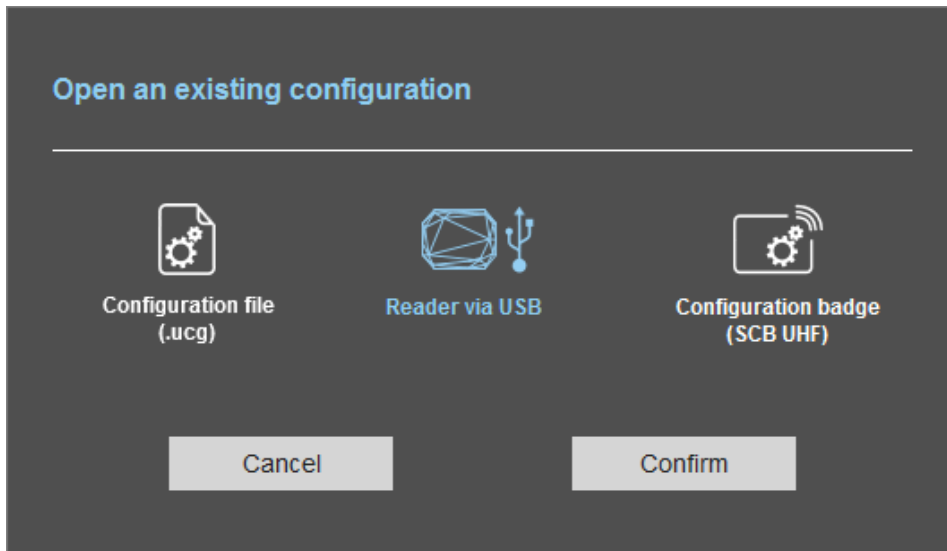 Open an existing configuration
Configuration file
(.ucg)
Reader via USB
Configuration badge
(SCB UHF)
Cancel
Confirm